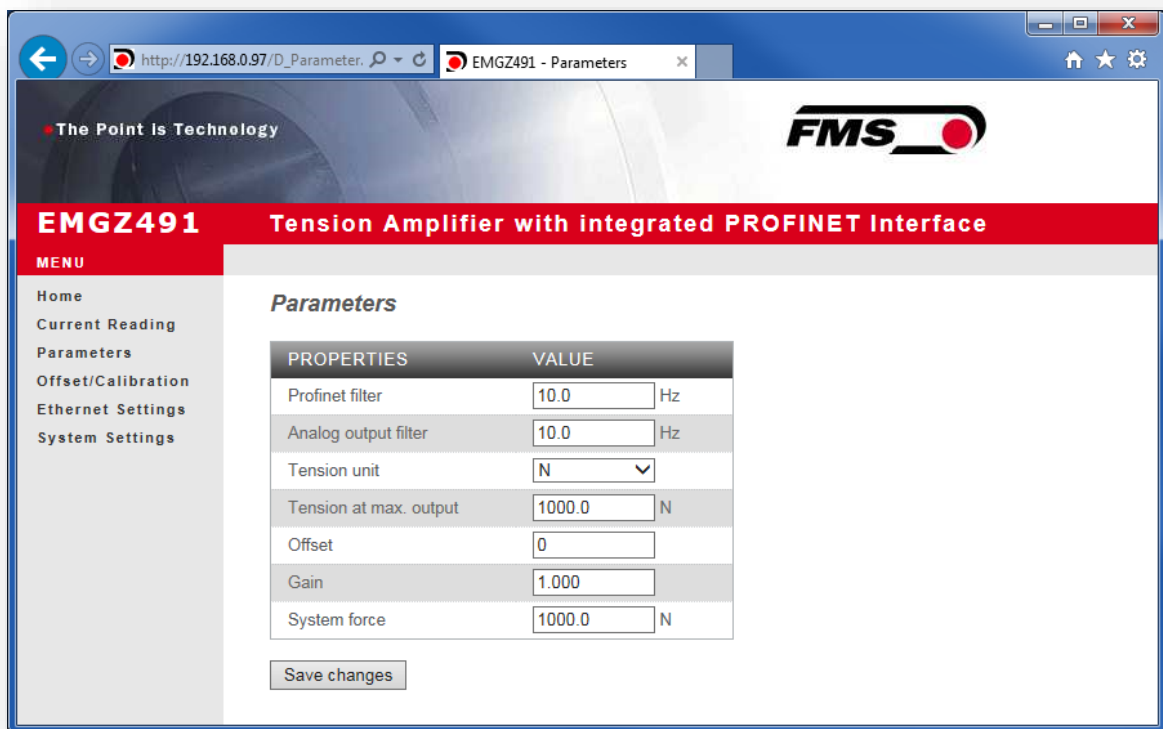 http://192.168.0.97/D_Parameter.
EMGZ491 - Parameters
The Point is Technology
FMS
EMGZ491
Tension Amplifier with integrated PROFINET Interface
MENU
Home
Current Reading
Parameters
Offset/Calibration
Ethernet Settings
System Settings
Parameters
PROPERTIES VALUE
Profinet filter 10.0 Hz
Analog output filter 10.0 Hz
Tension unit N
Tension at max. output 1000.0 N
Offset 0
Gain 1.000
System force 1000.0 N
Save changes